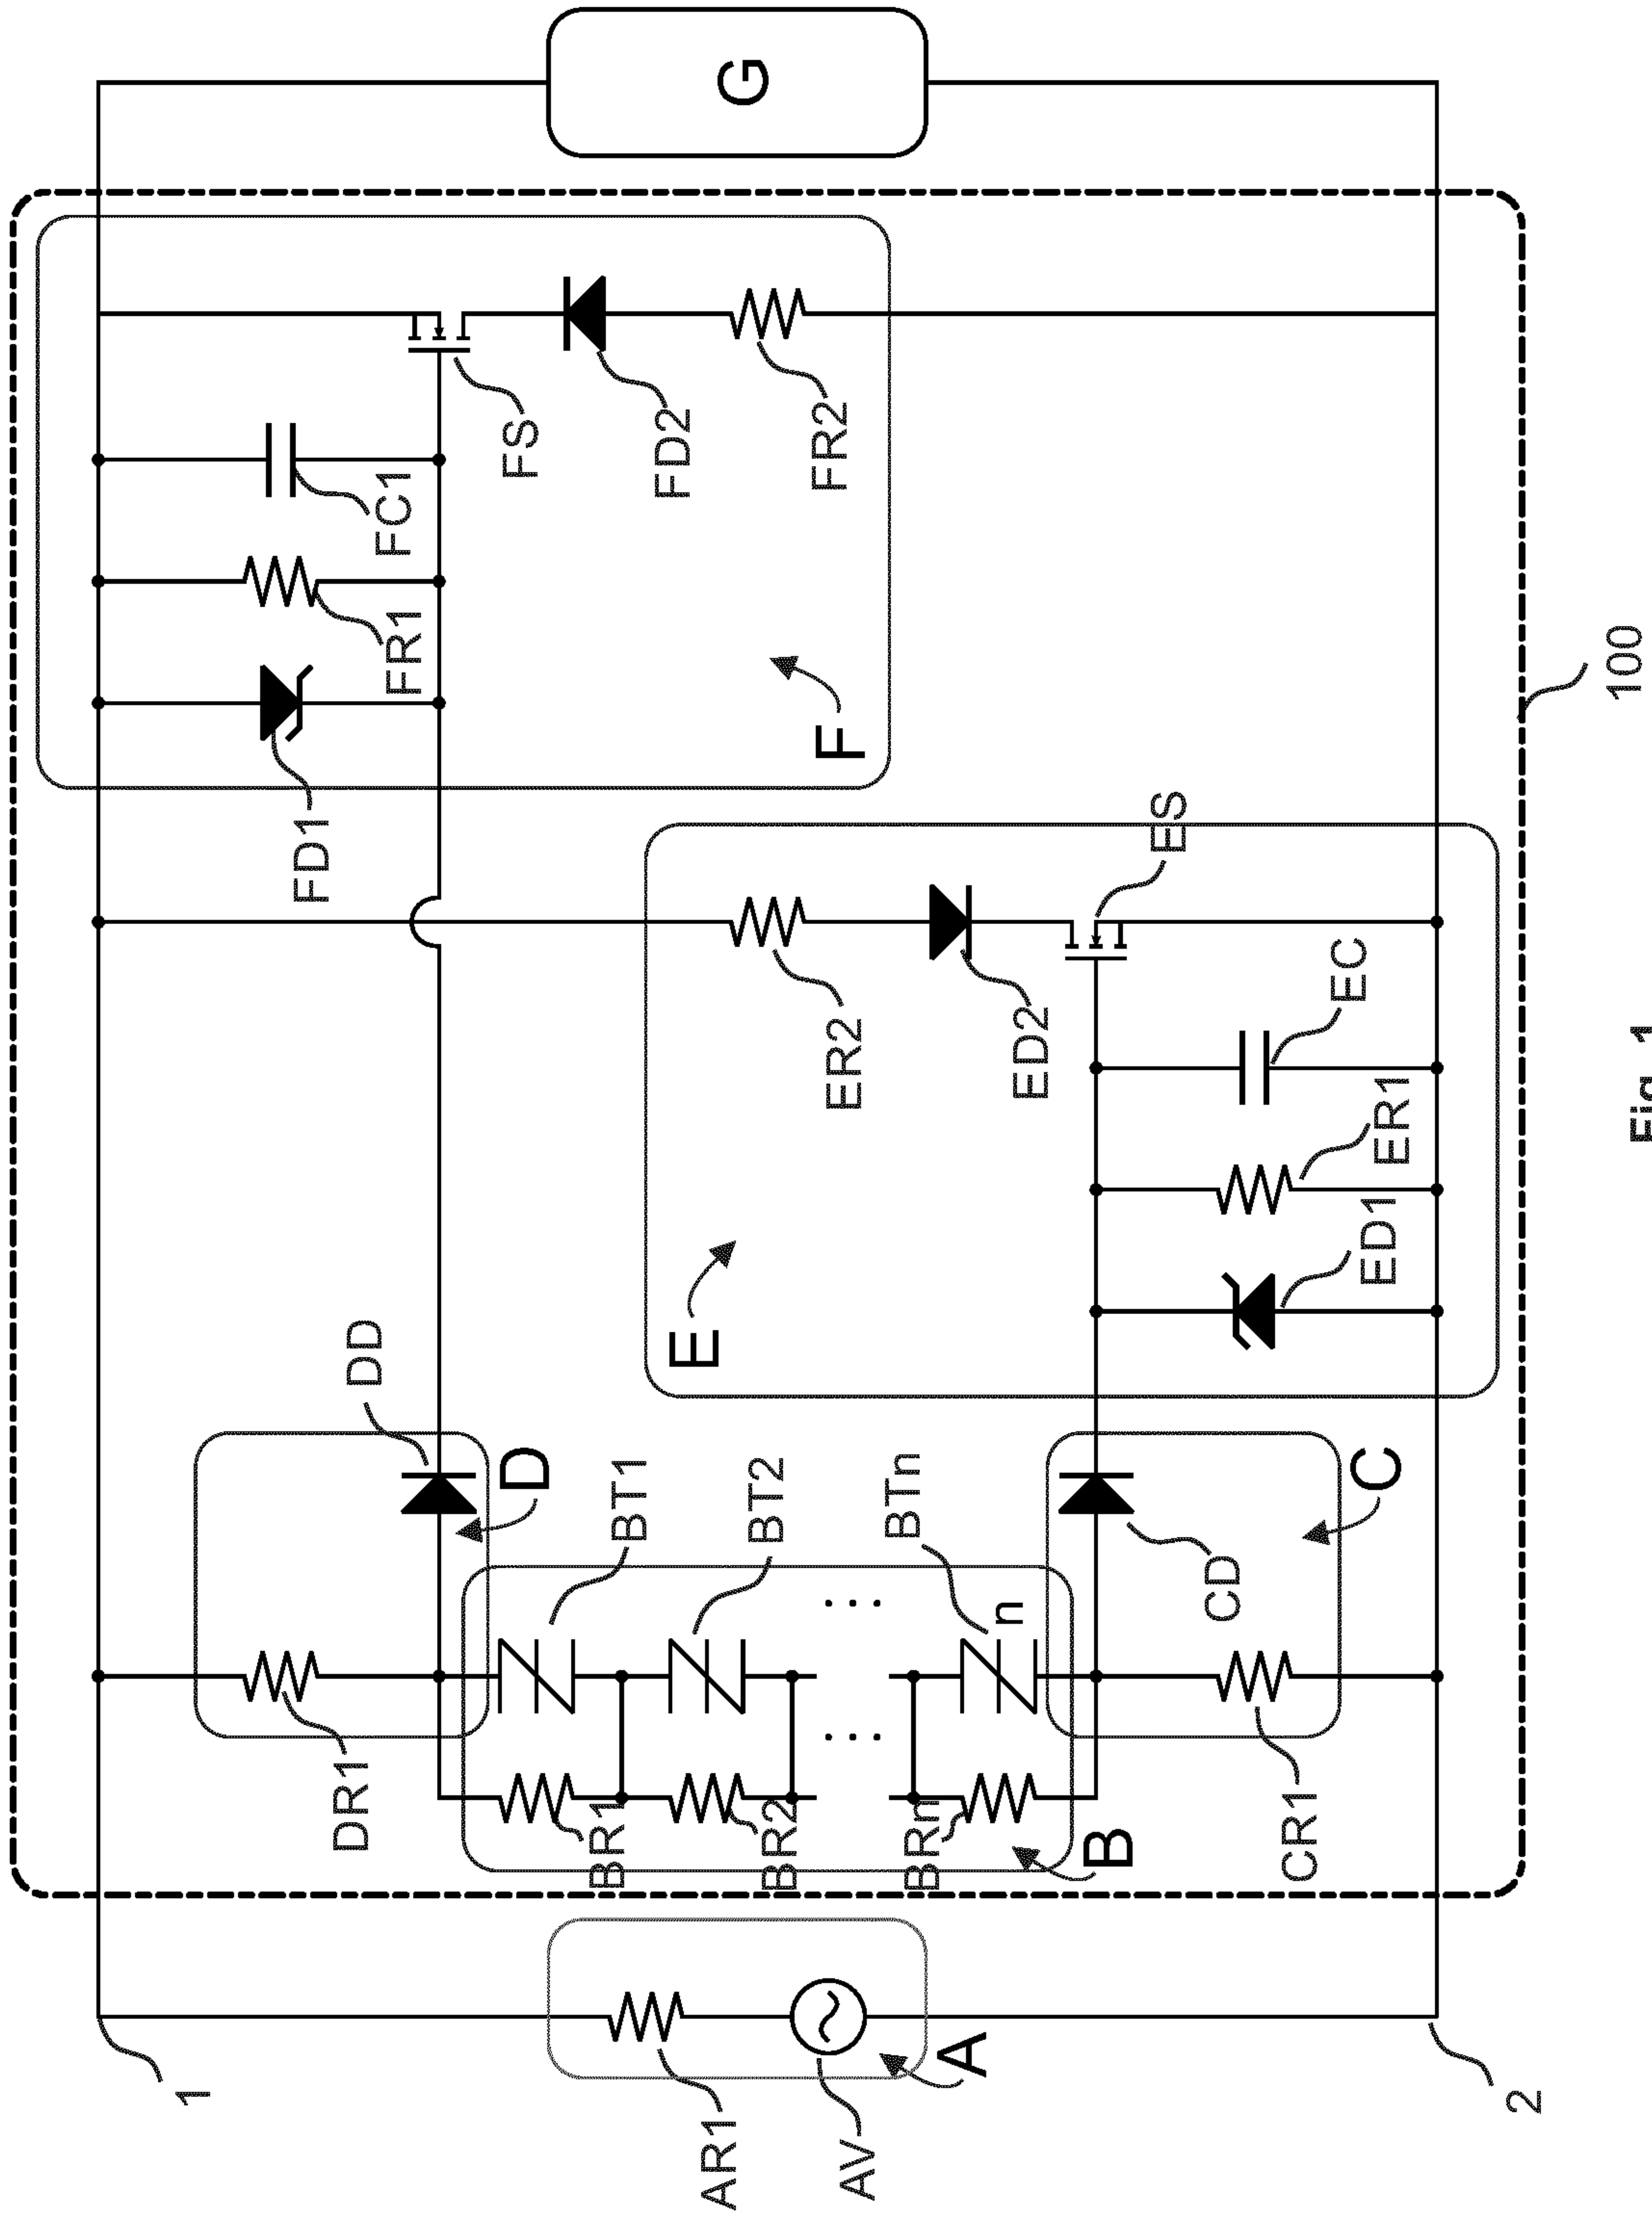 1
FD1
DR1
DD
FR1
FC1
D
FS
BR1
BT1
FD2
E
AR1
G
BR2
BT2
FR2
F
ER2
AV
BTn
BRn
A
n
ED2
B
ES
CD
CR1
EC
C
ED1
ER1
2
100
Fig. 1